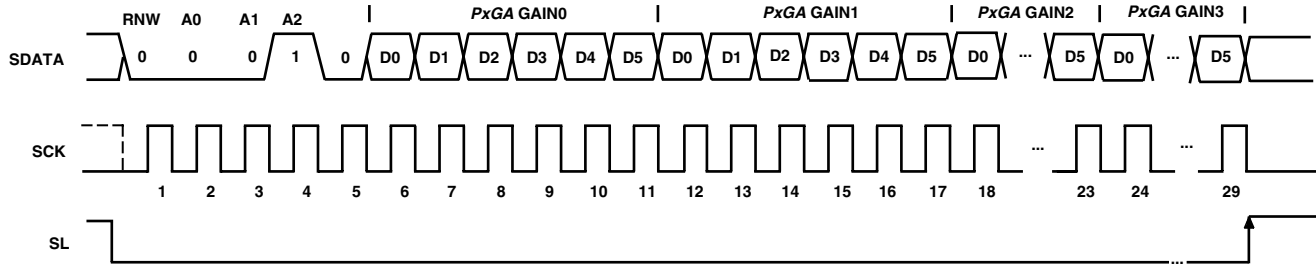 RNW A0 A1 A2 PxGA GAIN0 PxGA GAIN1 PxGA GAIN2 PxGA GAIN3
SDATA 0 0 0 1 0 D0 D1 D2 D3 D4 D5 D0 D1 D2 D3 D4 D5 D0 ... D5 D0 ... D5
SCK ... ...
1 2 3 4 5 6 7 8 9 10 11 12 13 14 15 16 17 18 23 24 29
SL ...